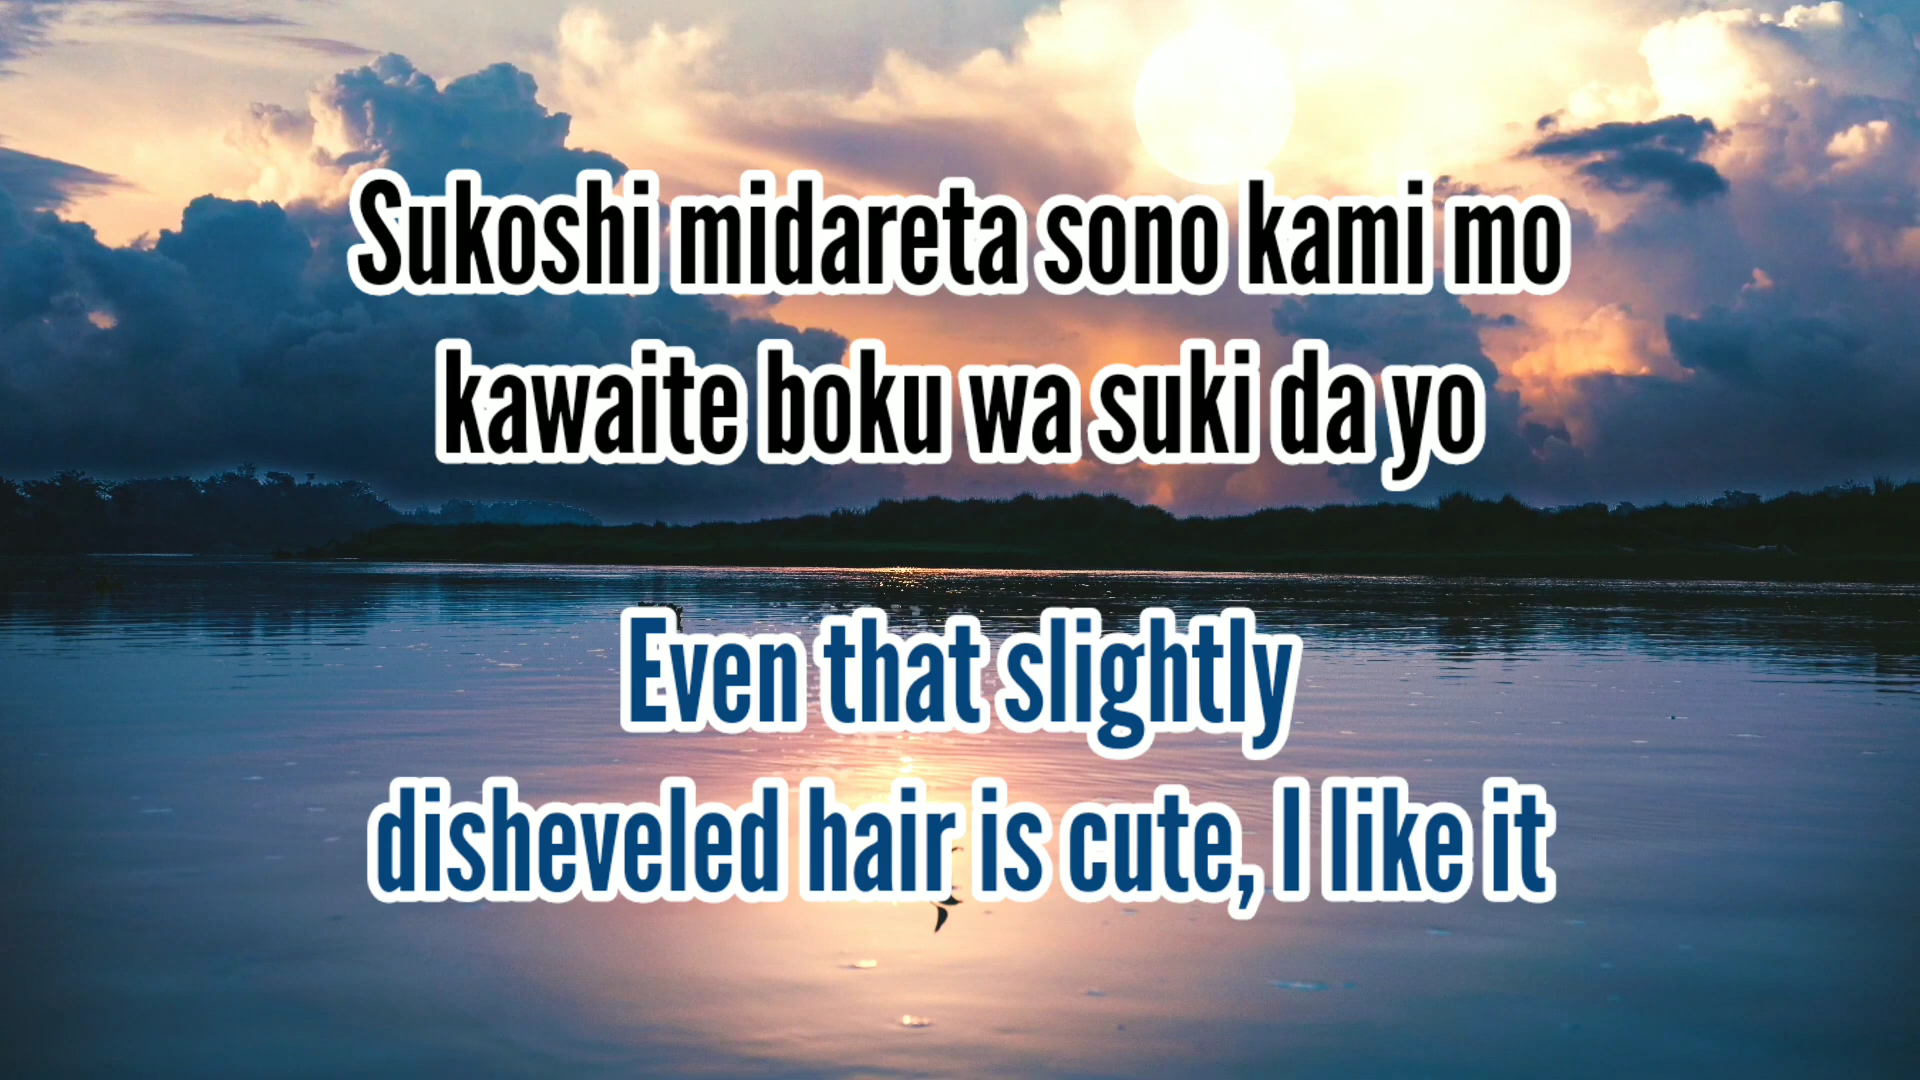 Sukoshi midareta sono kami mo
kawaite boku wa suki da yo
Even that slightly
disheveled hair is cute, I like it